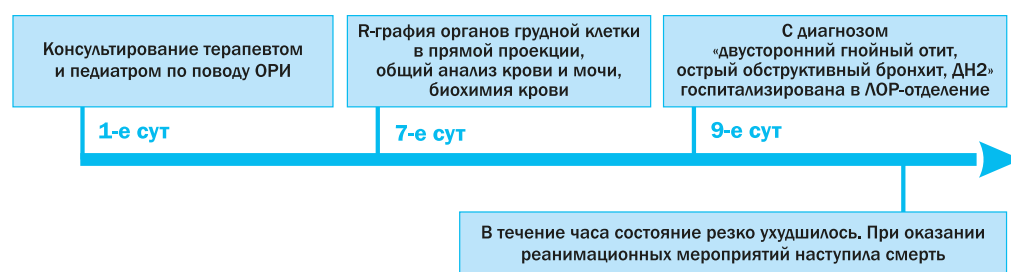 Консультирование терапевтом
и педиатром по поводу ОРИ
R-графия органов грудной клетки
в прямой проекции,
общий анализ крови и мочи,
биохимия крови
С диагнозом
«двусторонний гнойный отит,
острый обструктивный бронхит, ДН2»
госпитализирована в ЛОР-отделение
1-е сут
7-е сут
9-е сут
В течение часа состояние резко ухудшилось. При оказании
реанимационных мероприятий наступила смерть